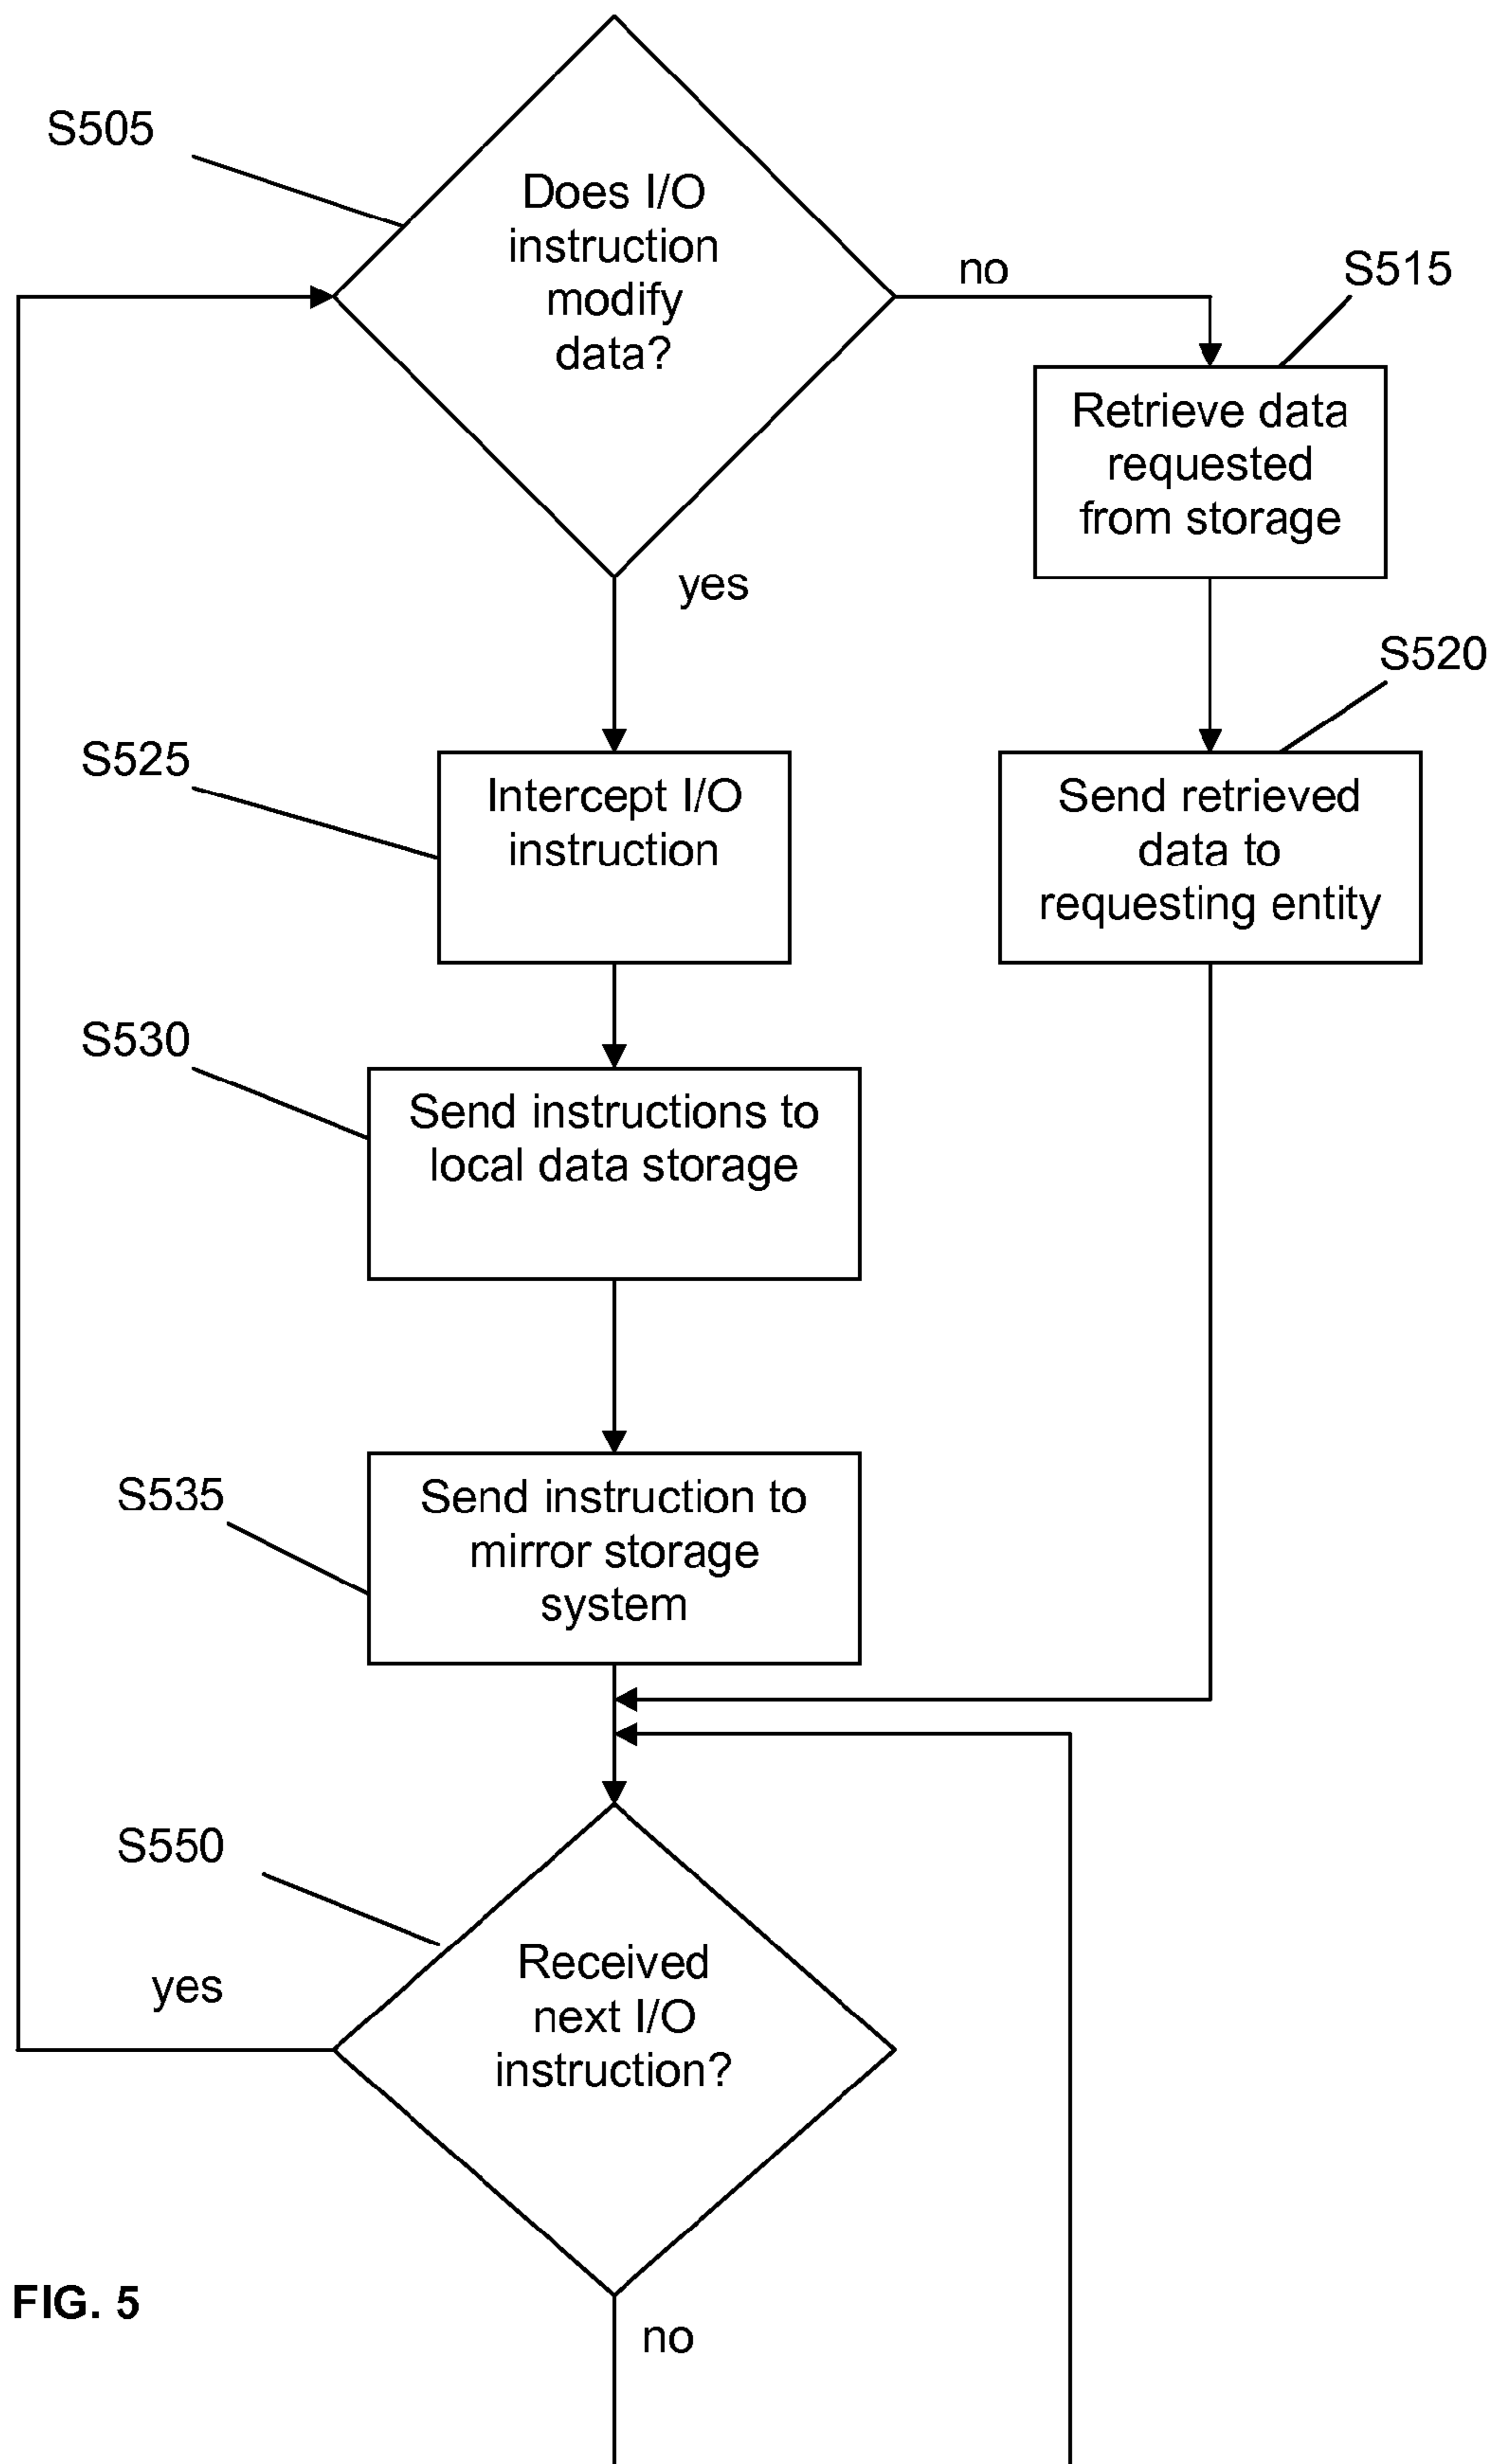 S505
Does I/O
instruction
modify
data?
no
S515
Retrieve data
requested
from storage
yes
S520
S525
Intercept I/O
instruction
Send retrieved
data to
requesting entity
S530
Send instructions to
local data storage
S535
Send instruction to
mirror storage
system
S550
Received
next I/O
instruction?
yes
FIG. 5
no